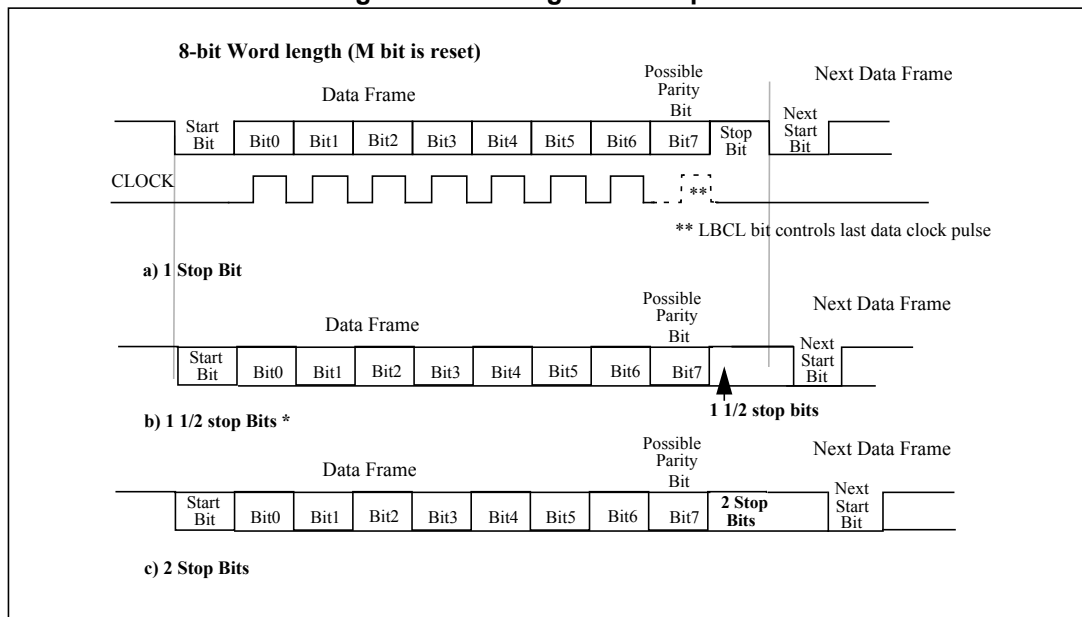 8-bit Word length (M bit is reset)
Possible
Parity
Bit
Next Data Frame
Data Frame
Start
Bit
Bit0
Bit1
Bit2
Bit3
Bit4
Bit5
Bit6
Bit7
Stop
Bit
Next
Start
Bit
CLOCK
**
** LBCL bit controls last data clock pulse
a) 1 Stop Bit
Possible
Parity
Bit
Next Data Frame
Data Frame
Start
Bit
Bit0
Bit1
Bit2
Bit3
Bit4
Bit5
Bit6
Bit7
Next
Start
Bit
1 1/2 stop bits
b) 1 1/2 stop Bits *
Possible
Parity
Bit
Next Data Frame
Data Frame
Start
Bit
Bit0
Bit1
Bit2
Bit3
Bit4
Bit5
Bit6
Bit7
2 Stop
Bits
Next
Start
Bit
c) 2 Stop Bits